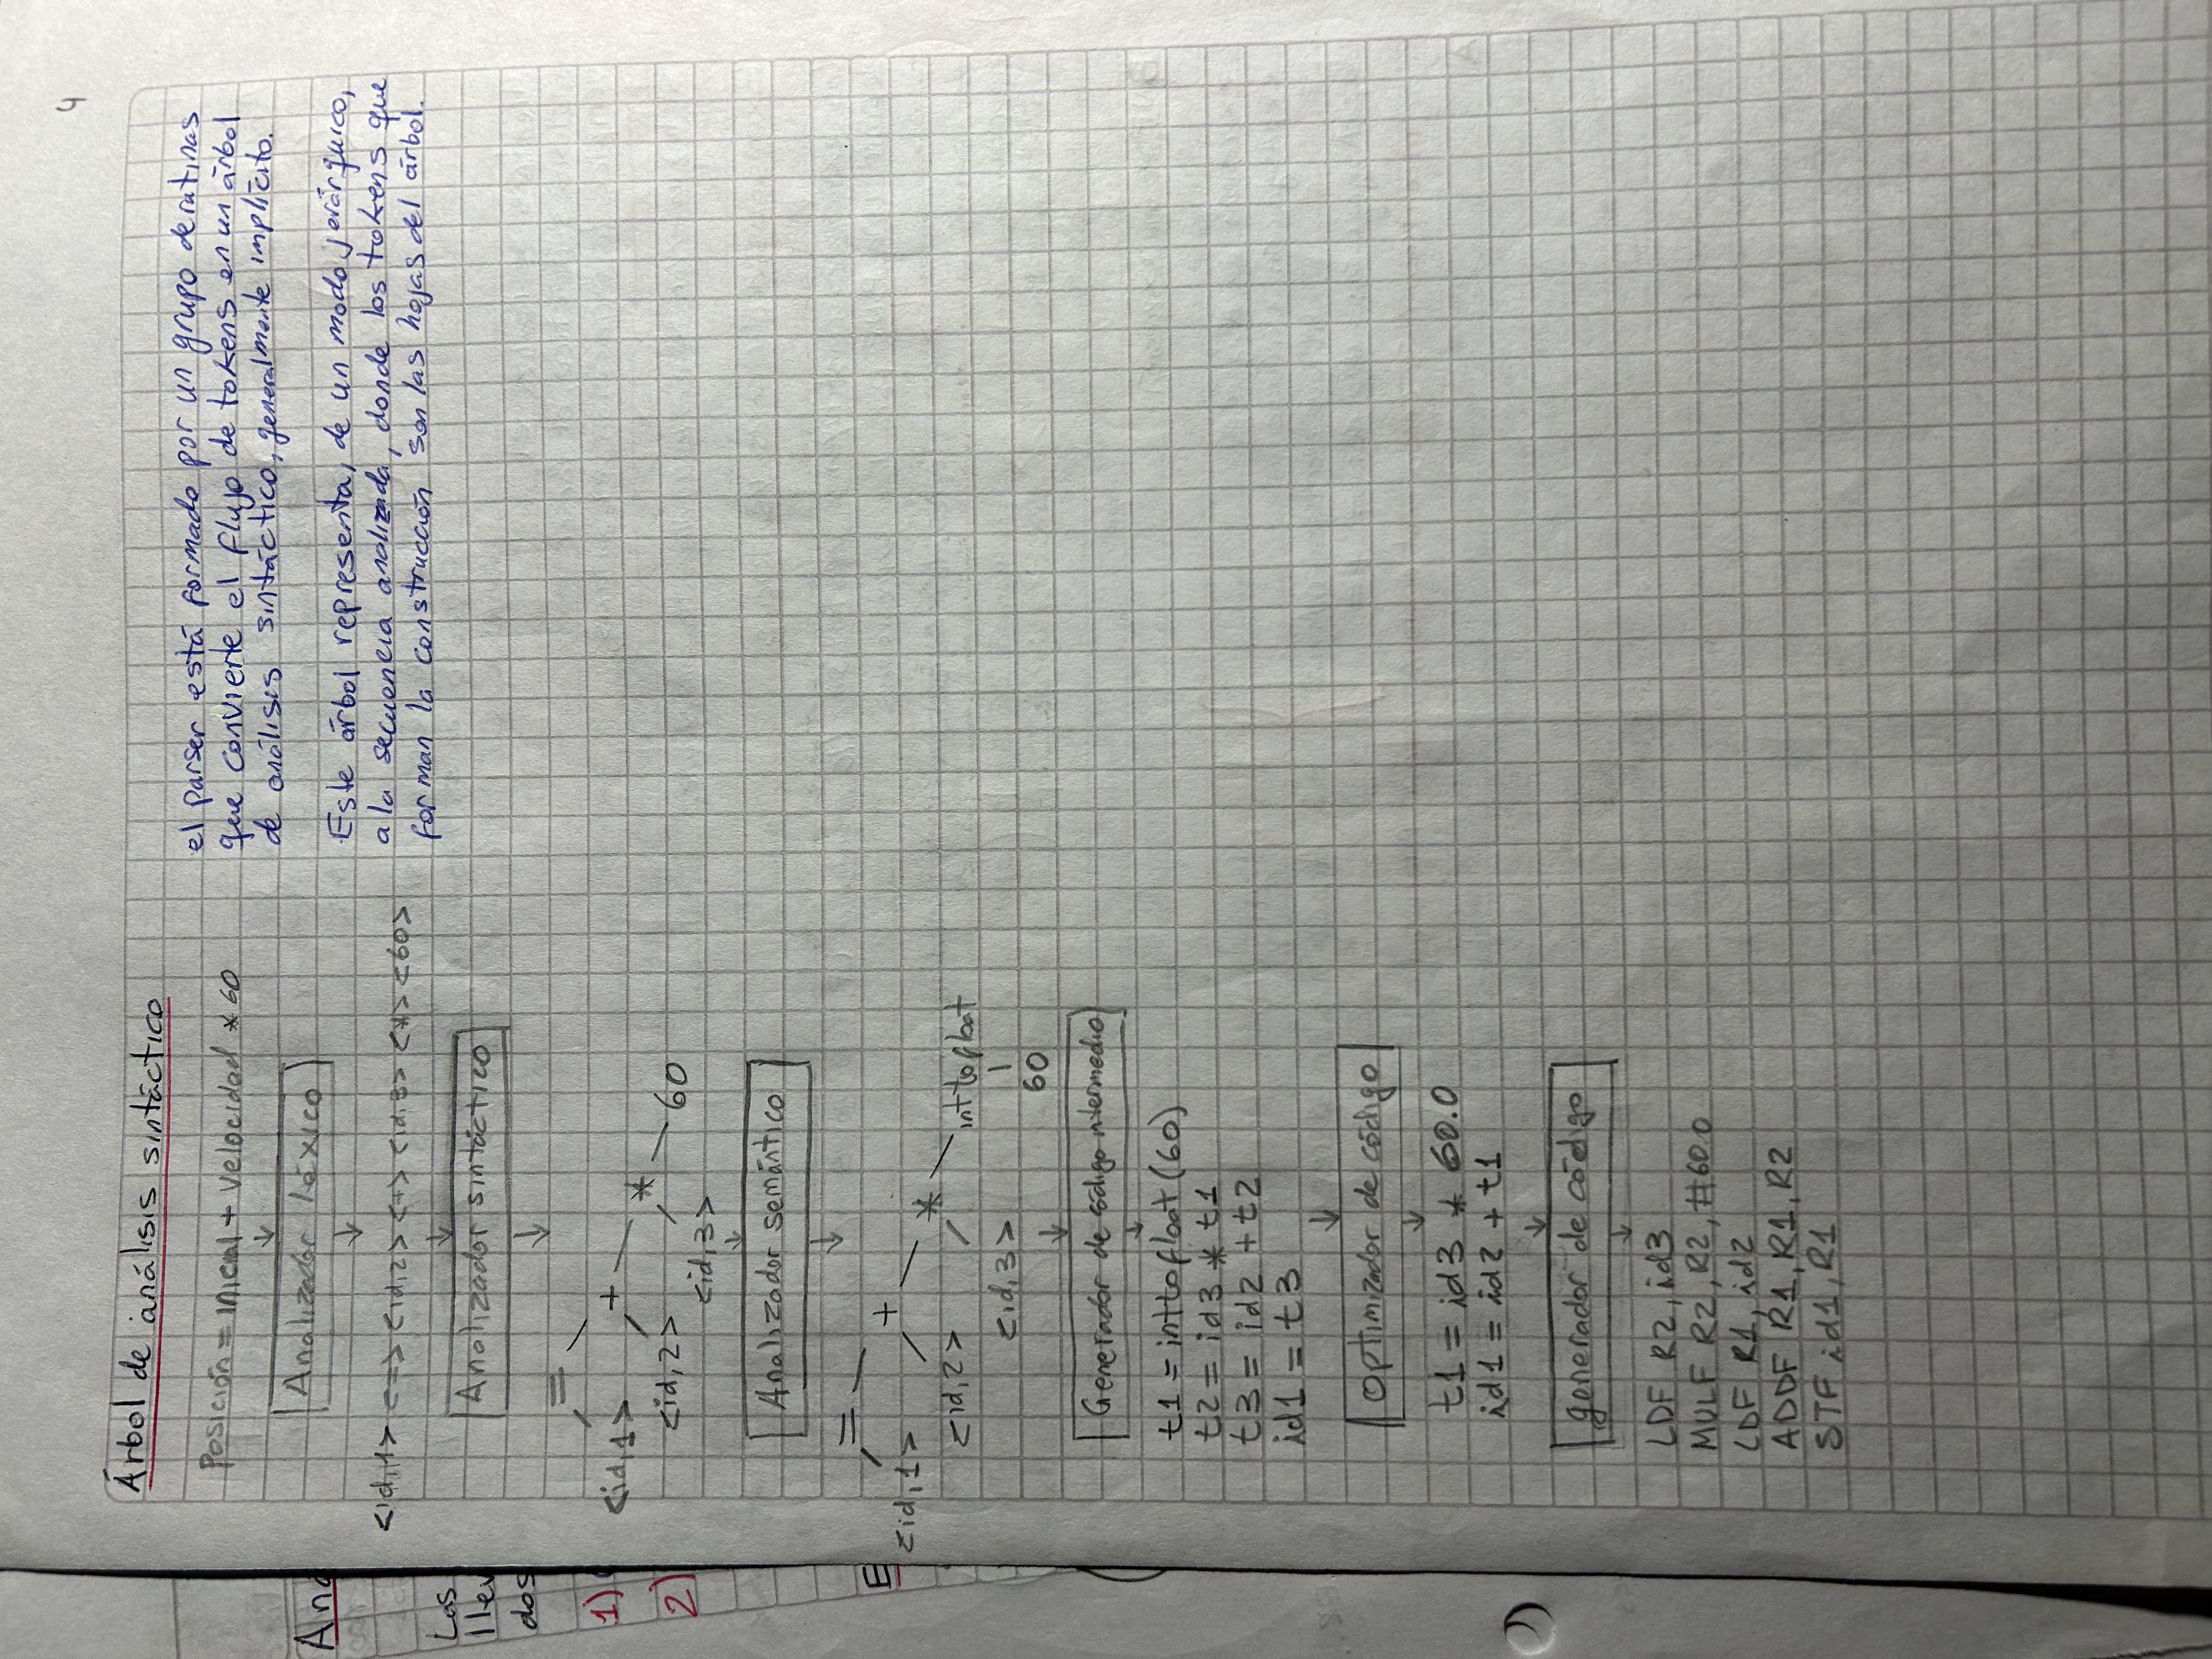 4
Árbol de análisis sintáctico
Posición = inicial + velocidad * 60
Analizador léxico
<id,1> <=> <id,2> <+> <id,3> <*> <60>
Analizador sintáctico
=
<id,1> +
<id,2> * 60
<id,3>
Analizador semántico
=
<id,1> +
<id,2> * inttofloat
<id,3>
60
Generador de código intermedio
t1 = inttofloat(60)
t2 = id3 * t1
t3 = id2 + t2
id1 = t3
Optimizador de código
t1 = id3 * 60.0
id1 = id2 + t1
generador de código
LDF R2, id3
MULF R2, R2, #60.0
LDF R1, id2
ADDF R1, R1, R2
STF id1, R1
el parser está formado por un grupo de rutinas
que convierte el flujo de tokens en un árbol
de análisis sintáctico, generalmente implícito.
Este árbol representa, de un modo jerárquico,
a la secuencia analizada, donde los tokens que
forman la construcción son las hojas del árbol.
Las
dos
1)
2)
E